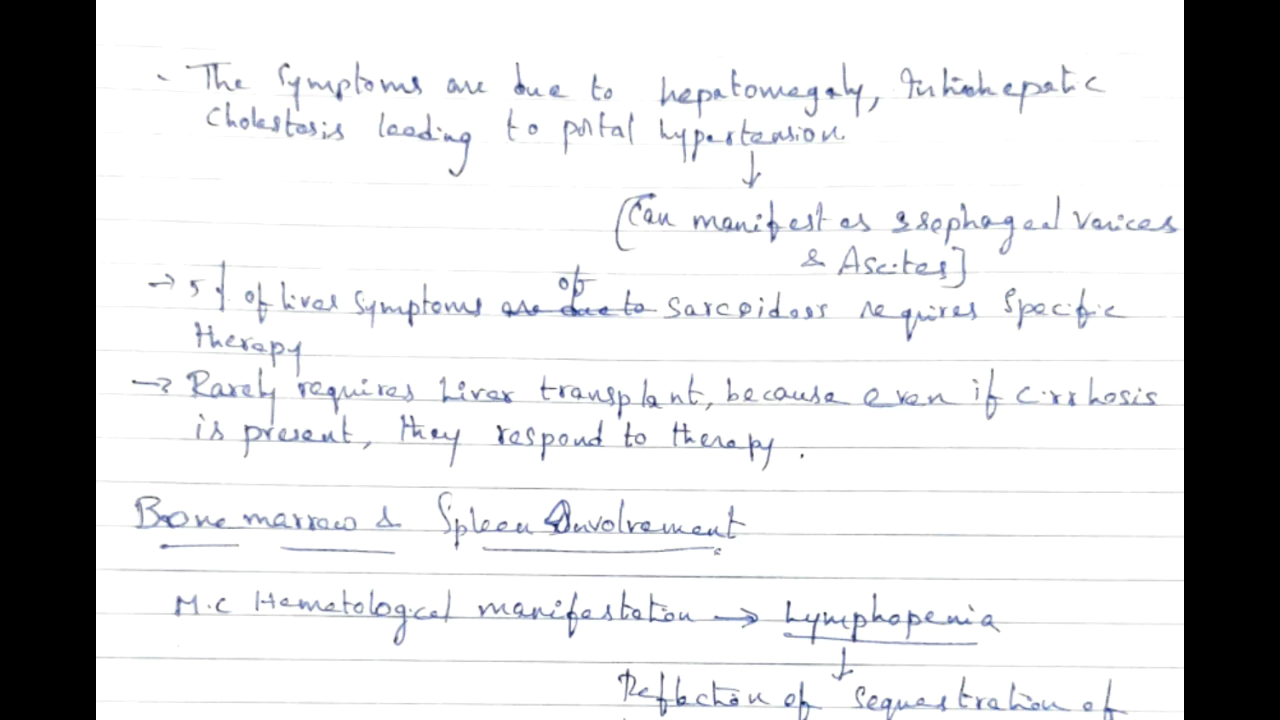 - The symptoms are due to hepatomegaly, Intrahepatic
Cholestasis leading to portal hypertension.
↓
[Can manifest as esophageal varices
& Ascites]
→ 5% of liver symptoms of sarcoidosis requires specific
therapy
→ Rarely requires Liver transplant, because even if cirrhosis
is present, they respond to therapy.
Bone marrow & Spleen Involvement
M.C Hematological manifestation → Lymphopenia
↓
Reflection of sequestration of